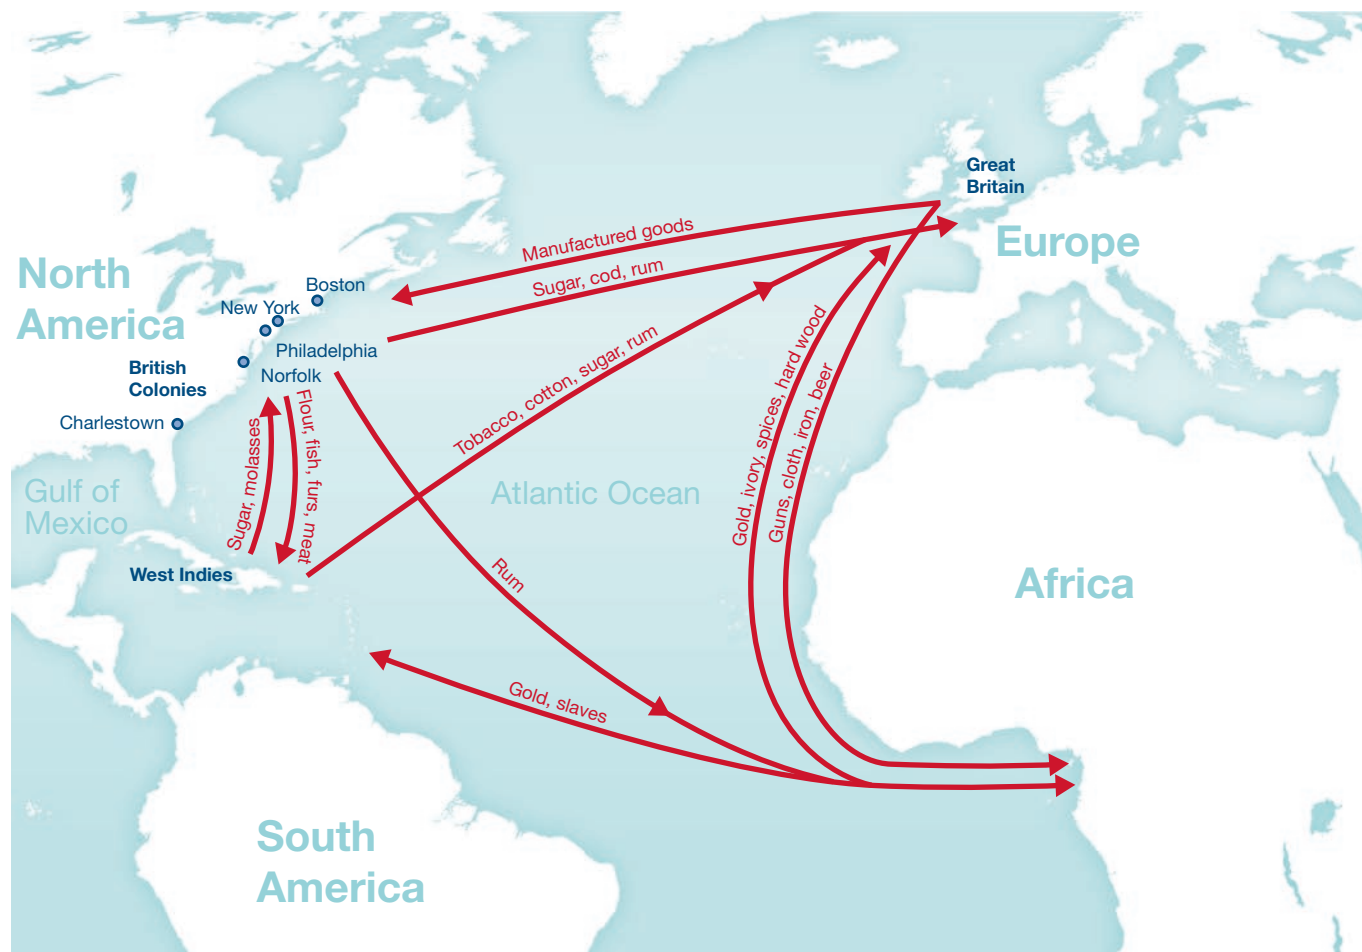 Great
Britain
Europe
Manufactured goods
Sugar, cod, rum
North
America
Boston
New York
Philadelphia
British
Colonies
Norfolk
Charlestown
Tobacco, cotton, sugar, rum
Gold, ivory, spices, hard wood
Guns, cloth, iron, beer
Sugar, molasses
Flour, fish, furs, meat
Gulf of
Mexico
Atlantic Ocean
West Indies
Rum
Africa
Gold, slaves
South
America